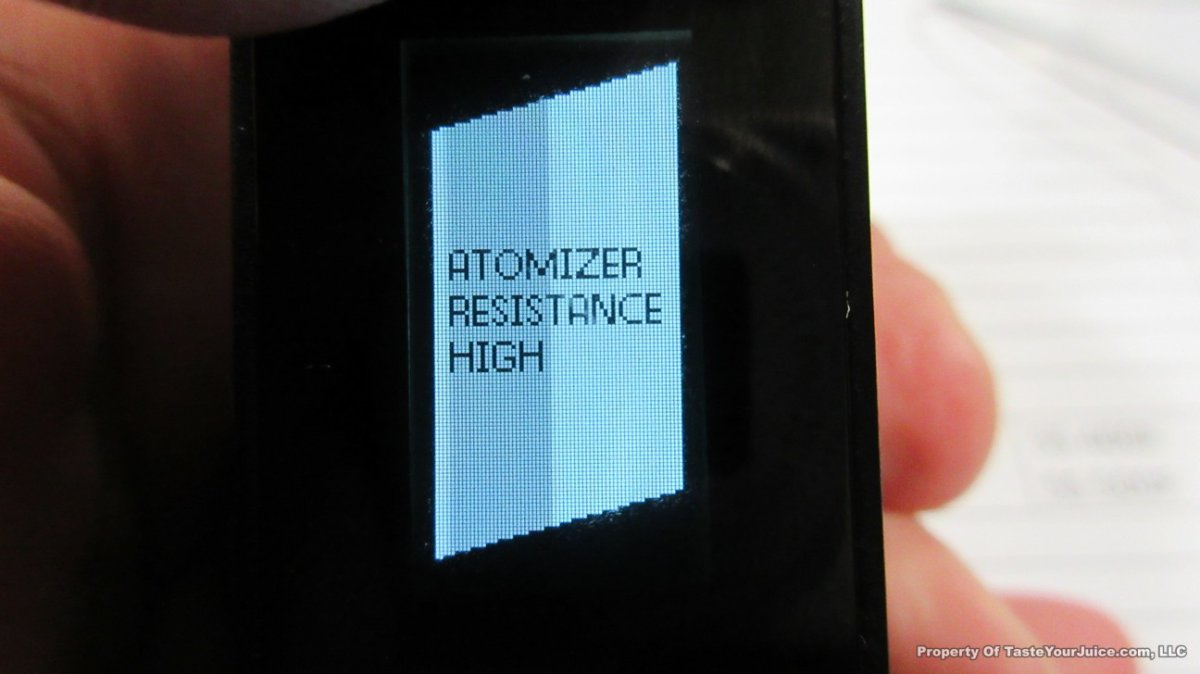 ATOMIZER
RESISTANCE
HIGH
Property Of TasteYourJuice.com, LLC